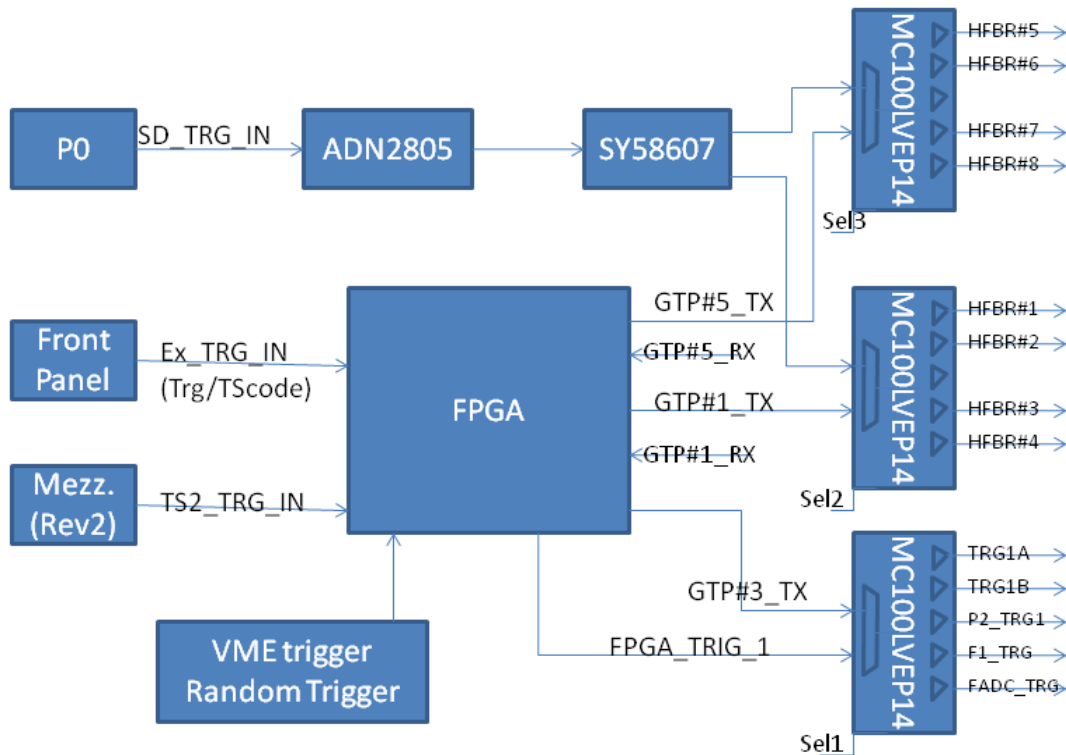 MC100LVEP14
HFBR#5
HFBR#6
HFBR#7
HFBR#8
Sel3
P0
SD_TRG_IN
ADN2805
SY58607
Front
Panel
Ex_TRG_IN
(Trg/TScode)
Mezz.
(Rev2)
TS2_TRG_IN
FPGA
VME trigger
Random Trigger
GTP#5_TX
GTP#5_RX
GTP#1_TX
GTP#1_RX
GTP#3_TX
FPGA_TRIG_1
MC100LVEP14
HFBR#1
HFBR#2
HFBR#3
HFBR#4
Sel2
MC100LVEP14
TRG1A
TRG1B
P2_TRG1
F1_TRG
FADC_TRG
Sel1